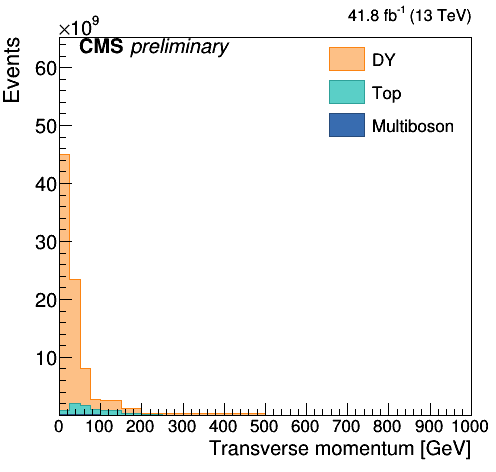 41.8 fb⁻¹ (13 TeV)
×10⁹
CMS preliminary
Events
60
50
40
30
20
10
DY
Top
Multiboson
0 100 200 300 400 500 600 700 800 900 1000
Transverse momentum [GeV]